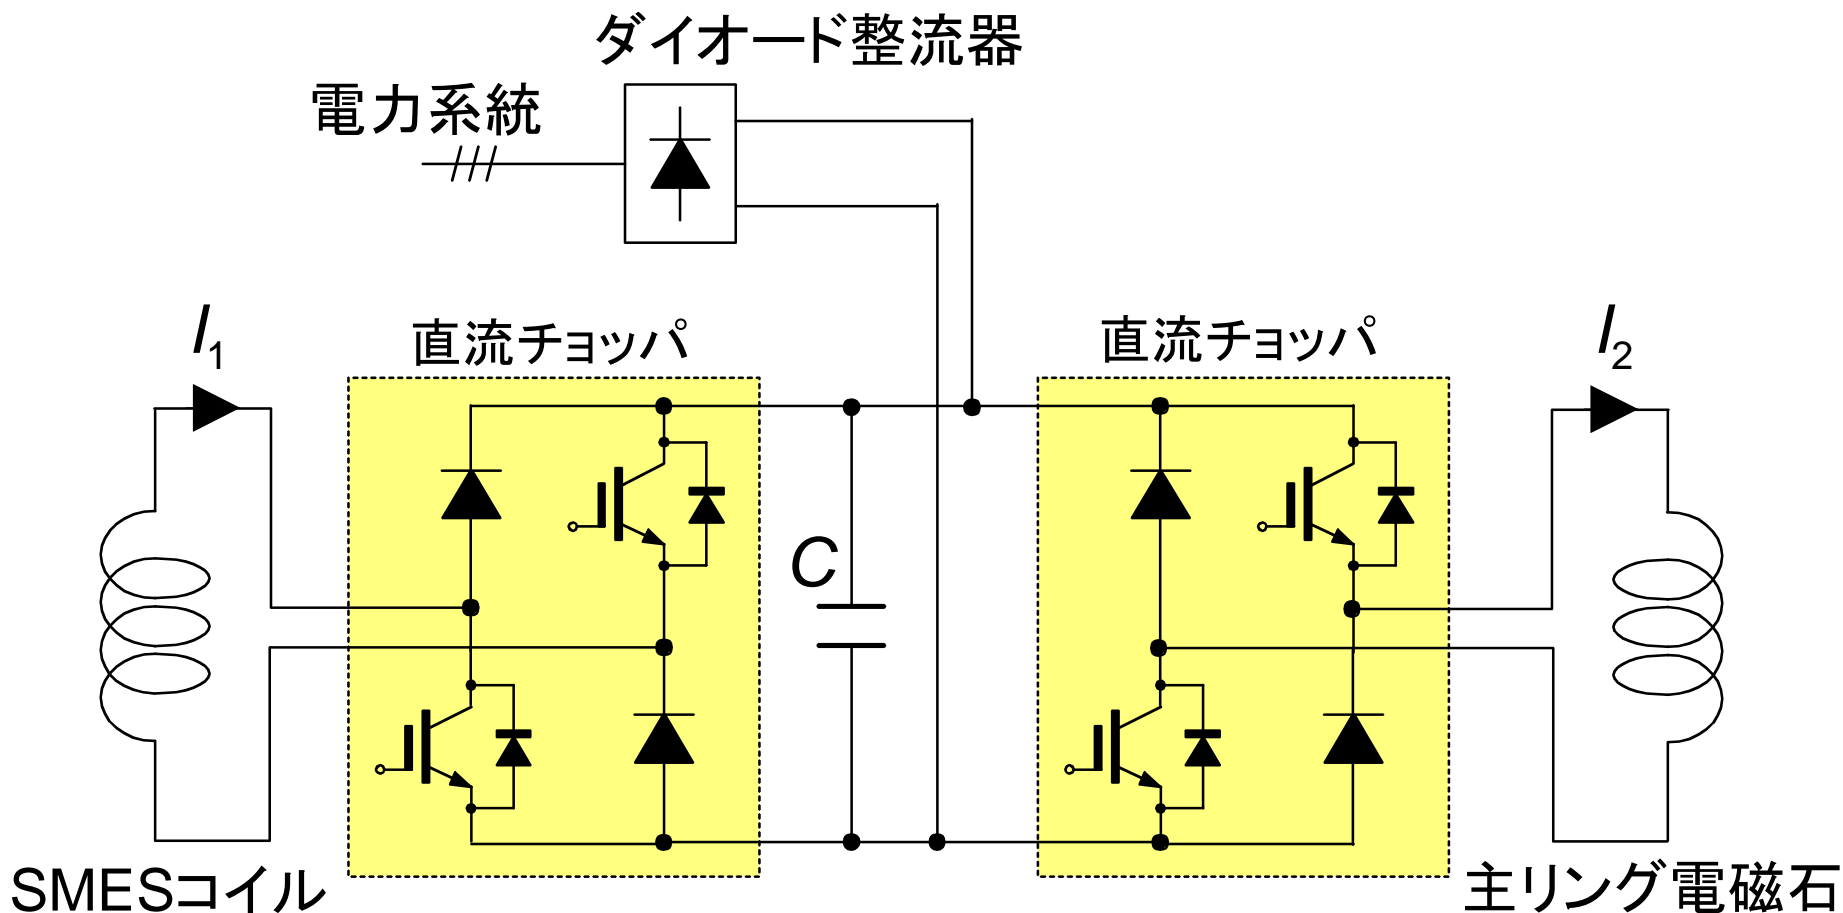 ダイオード整流器
電力系統
I1
直流チョッパ
直流チョッパ
I2
C
SMESコイル
主リング電磁石